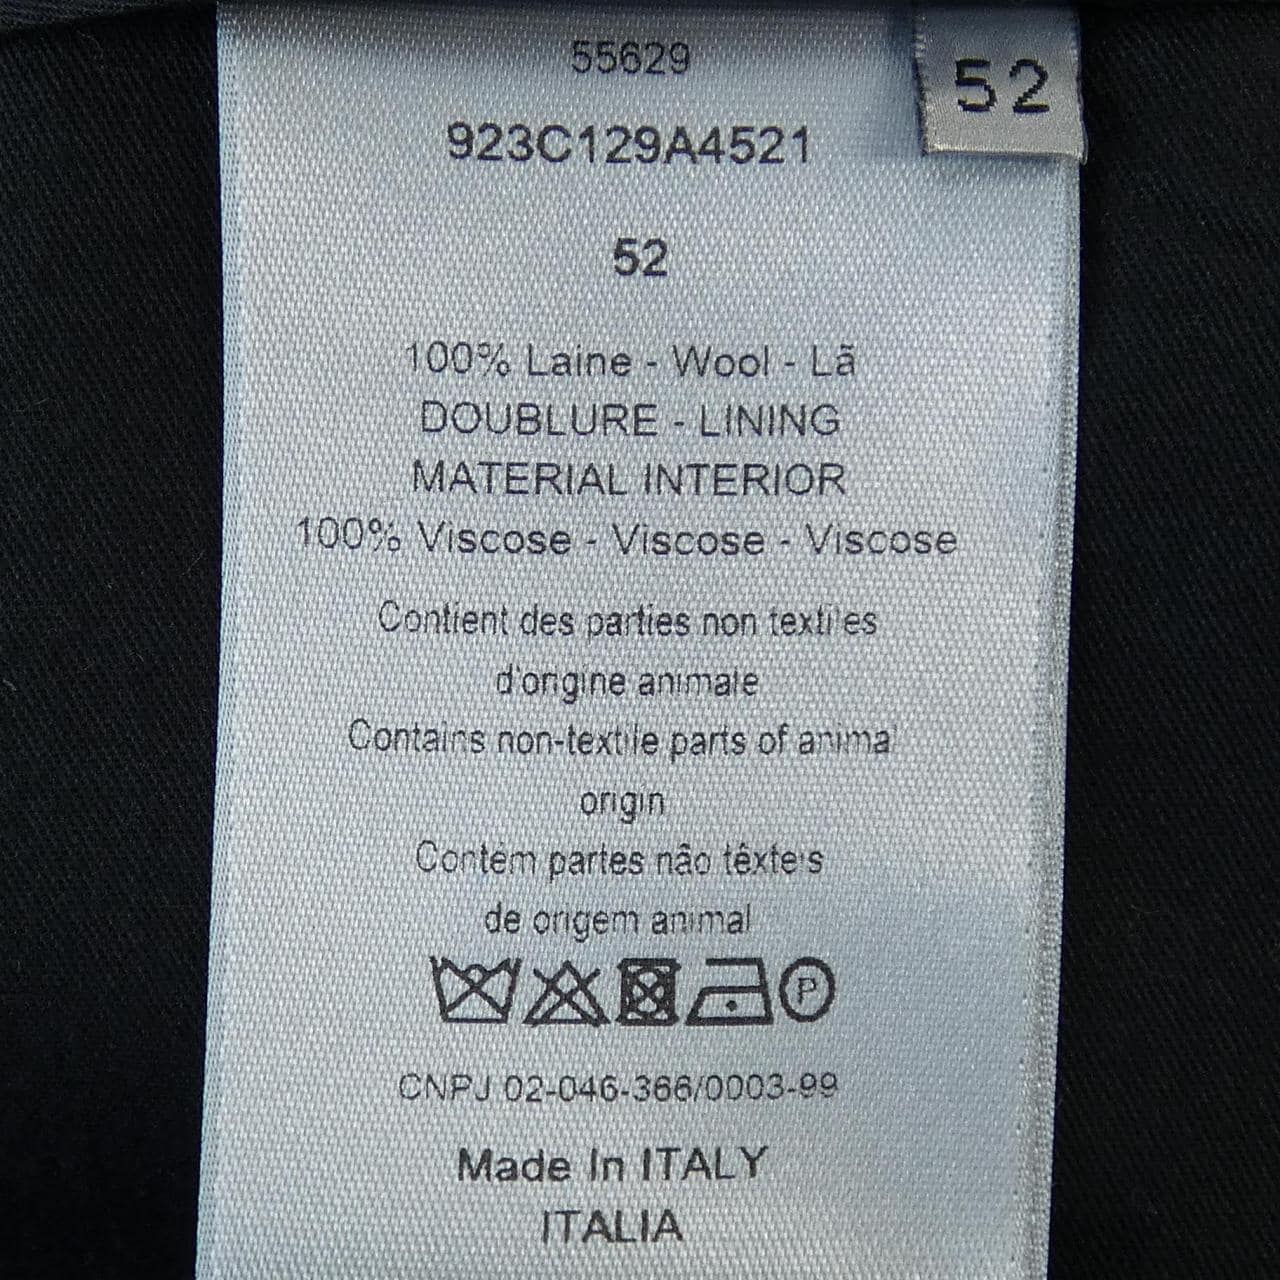 55629
52
923C129A4521
52
100% Laine - Wool - Lã
DOUBLURE - LINING
MATERIAL INTERIOR
100% Viscose - Viscose - Viscose
Contient des parties non textiles
d'origine animale
Contains non-textile parts of animal
origin
Contém partes não têxteis
de origem animal
P
CNPJ 02-046-366/0003-99
Made In ITALY
ITALIA